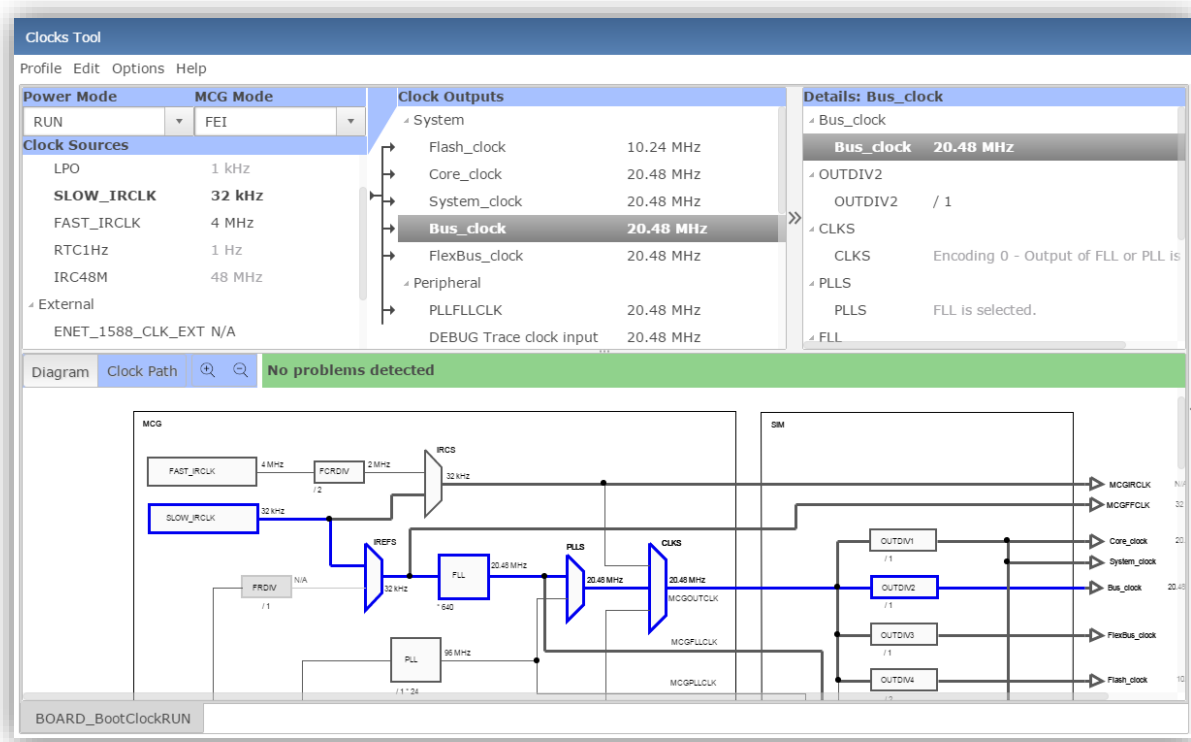 Clocks Tool
Profile Edit Options Help
Power Mode MCG Mode
RUN FEI
Clock Sources
LPO 1 kHz
SLOW_IRCLK 32 kHz
FAST_IRCLK 4 MHz
RTC1Hz 1 Hz
IRC48M 48 MHz
External
ENET_1588_CLK_EXT N/A
Clock Outputs
System
Flash_clock 10.24 MHz
Core_clock 20.48 MHz
System_clock 20.48 MHz
Bus_clock 20.48 MHz
FlexBus_clock 20.48 MHz
Peripheral
PLLFLLCLK 20.48 MHz
DEBUG Trace clock input 20.48 MHz
Details: Bus_clock
Bus_clock
Bus_clock 20.48 MHz
OUTDIV2
OUTDIV2 / 1
CLKS
CLKS Encoding 0 - Output of FLL or PLL is
PLLS
PLLS FLL is selected.
FLL
Diagram Clock Path No problems detected
MCG
SIM
IRCS
FAST_IRCLK 4 MHz FCRDIV 2 MHz
/ 2
32 kHz
MCGIRCLK N/A
SLOW_IRCLK 32 kHz
MCGFFCLK 32
IREFS
PLLS
CLKS
OUTDIV1
/ 1
Core_clock 20.
System_clock
FLL
* 640
20.48 MHz
32 kHz
20.48 MHz
20.48 MHz
MCGOUTCLK
FRDIV N/A
/ 1
OUTDIV2
/ 1
Bus_clock 20.48
OUTDIV3
/ 1
FlexBus_clock
MCGFLLCLK
PLL 96 MHz
/ 1 * 24
MCGPLLCLK
OUTDIV4
/ 2
Flash_clock 10
BOARD_BootClockRUN